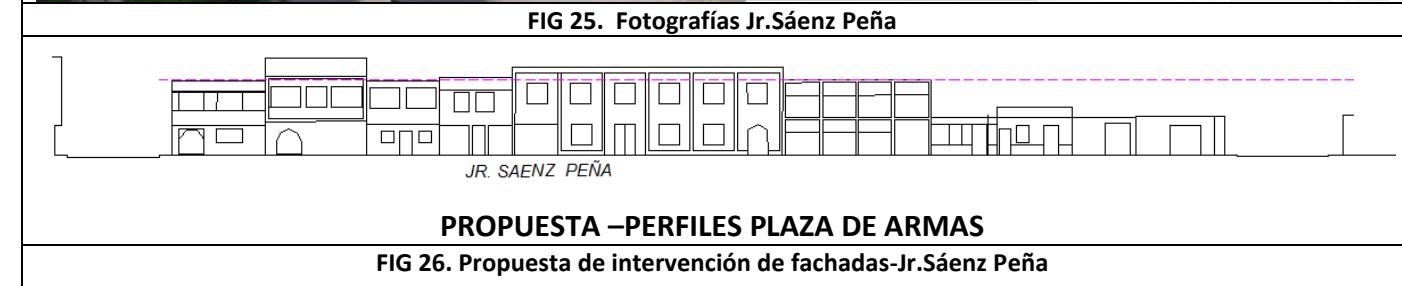 FIG 25. Fotografías Jr.Sáenz Peña
JR. SAENZ PEÑA
PROPUESTA –PERFILES PLAZA DE ARMAS
FIG 26. Propuesta de intervención de fachadas-Jr.Sáenz Peña